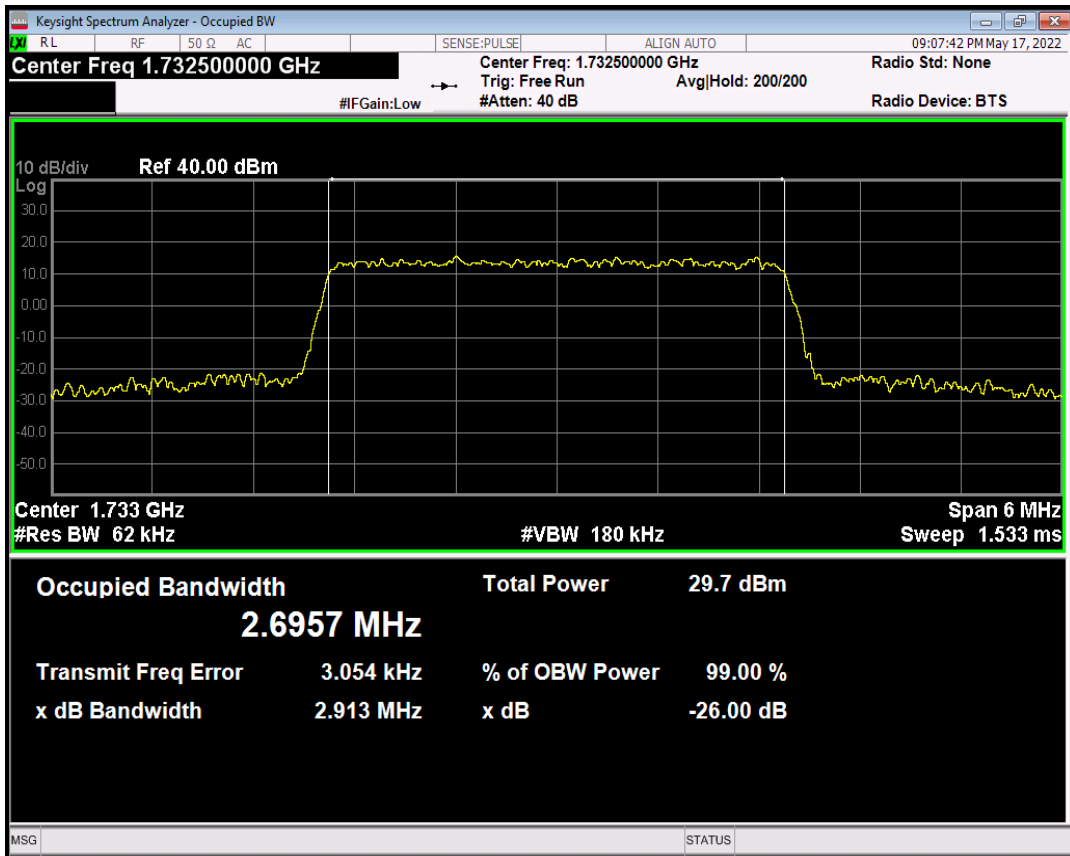 Keysight Spectrum Analyzer - Occupied BW
LXI RL RF 50 Ω AC SENSE:PULSE ALIGN AUTO 09:07:42 PM May 17, 2022
Center Freq 1.732500000 GHz Center Freq: 1.732500000 GHz Radio Std: None
Trig: Free Run Avg|Hold: 200/200
#IFGain:Low #Atten: 40 dB Radio Device: BTS
10 dB/div Ref 40.00 dBm
Log
30.0
20.0
10.0
0.00
-10.0
-20.0
-30.0
-40.0
-50.0
Center 1.733 GHz Span 6 MHz
#Res BW 62 kHz #VBW 180 kHz Sweep 1.533 ms
Occupied Bandwidth Total Power 29.7 dBm
2.6957 MHz
Transmit Freq Error 3.054 kHz % of OBW Power 99.00 %
x dB Bandwidth 2.913 MHz x dB -26.00 dB
MSG STATUS